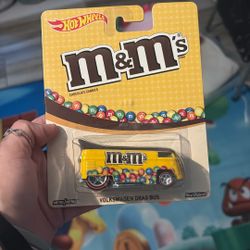 Hot Wheels
m&m's
CHOCOLATE CANDIES
m&m's
VOLKSWAGEN DRAG BUS